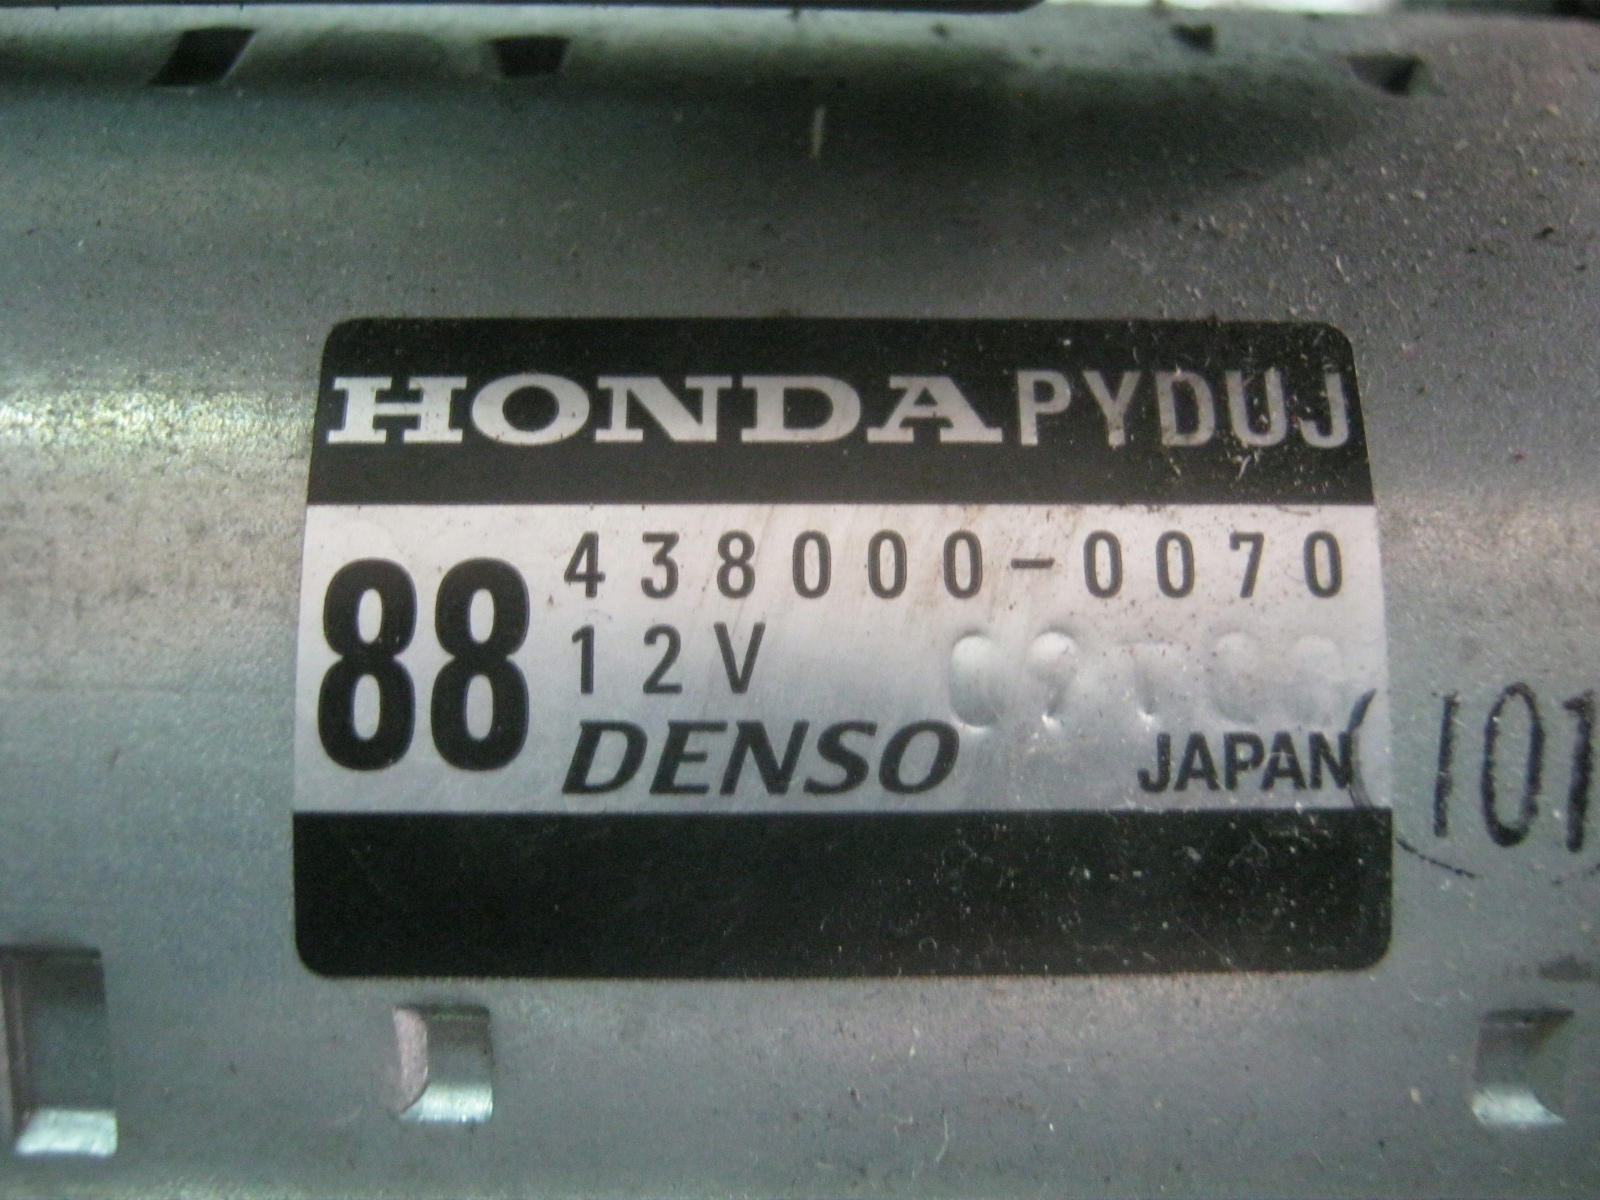 HONDA PYDUJ
88
438000-0070
12V
DENSO JAPAN
(101